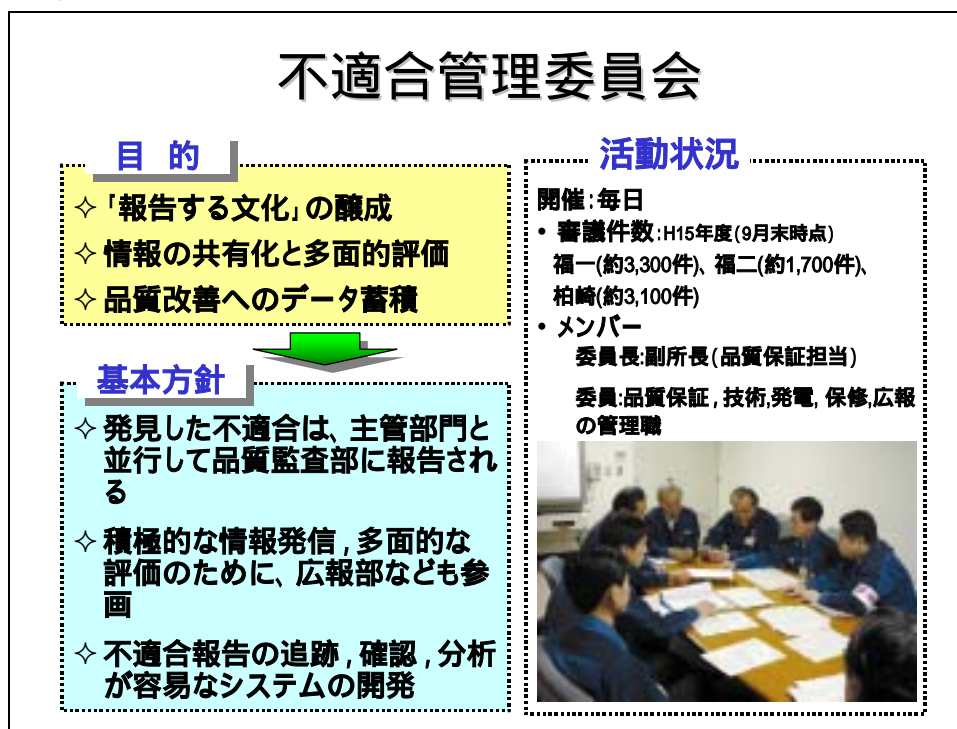 不適合管理委員会
目 的
✧「報告する文化」の醸成
✧ 情報の共有化と多面的評価
✧ 品質改善へのデータ蓄積
基本方針
✧ 発見した不適合は、主管部門と
並行して品質監査部に報告され
る
✧ 積極的な情報発信，多面的な
評価のために、広報部なども参
画
✧ 不適合報告の追跡，確認，分析
が容易なシステムの開発
活動状況
開催：毎日
• 審議件数：H15年度(9月末時点)
福一(約3,300件)、福二(約1,700件)、
柏崎(約3,100件)
• メンバー
委員長:副所長(品質保証担当)
委員:品質保証，技術,発電, 保修,広報
の管理職